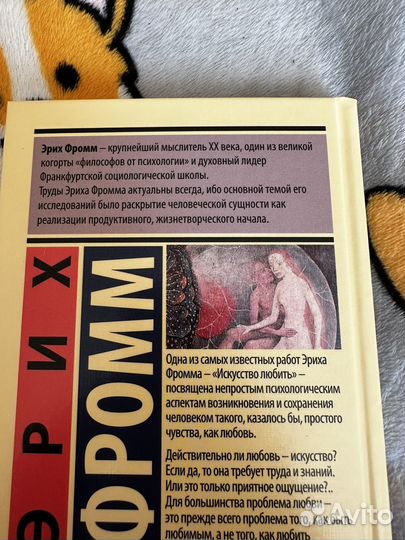 Эрих Фромм – крупнейший мыслитель XX века, один из великой
когорты «философов от психологии» и духовный лидер
Франкфуртской социологической школы.
Труды Эриха Фромма актуальны всегда, ибо основной темой его
исследований было раскрытие человеческой сущности как
реализации продуктивного, жизнетворческого начала.
ЭРИХ
ФРОММ
Одна из самых известных работ Эриха
Фромма – «Искусство любить» –
посвящена непростым психологическим
аспектам возникновения и сохранения
человеком такого, казалось бы, простого
чувства, как любовь.
Действительно ли любовь – искусство?
Если да, то она требует труда и знаний.
Или это только приятное ощущение?..
Для большинства проблема любви –
это прежде всего проблема того, как быть
любимым, а не того, как любить
Avito